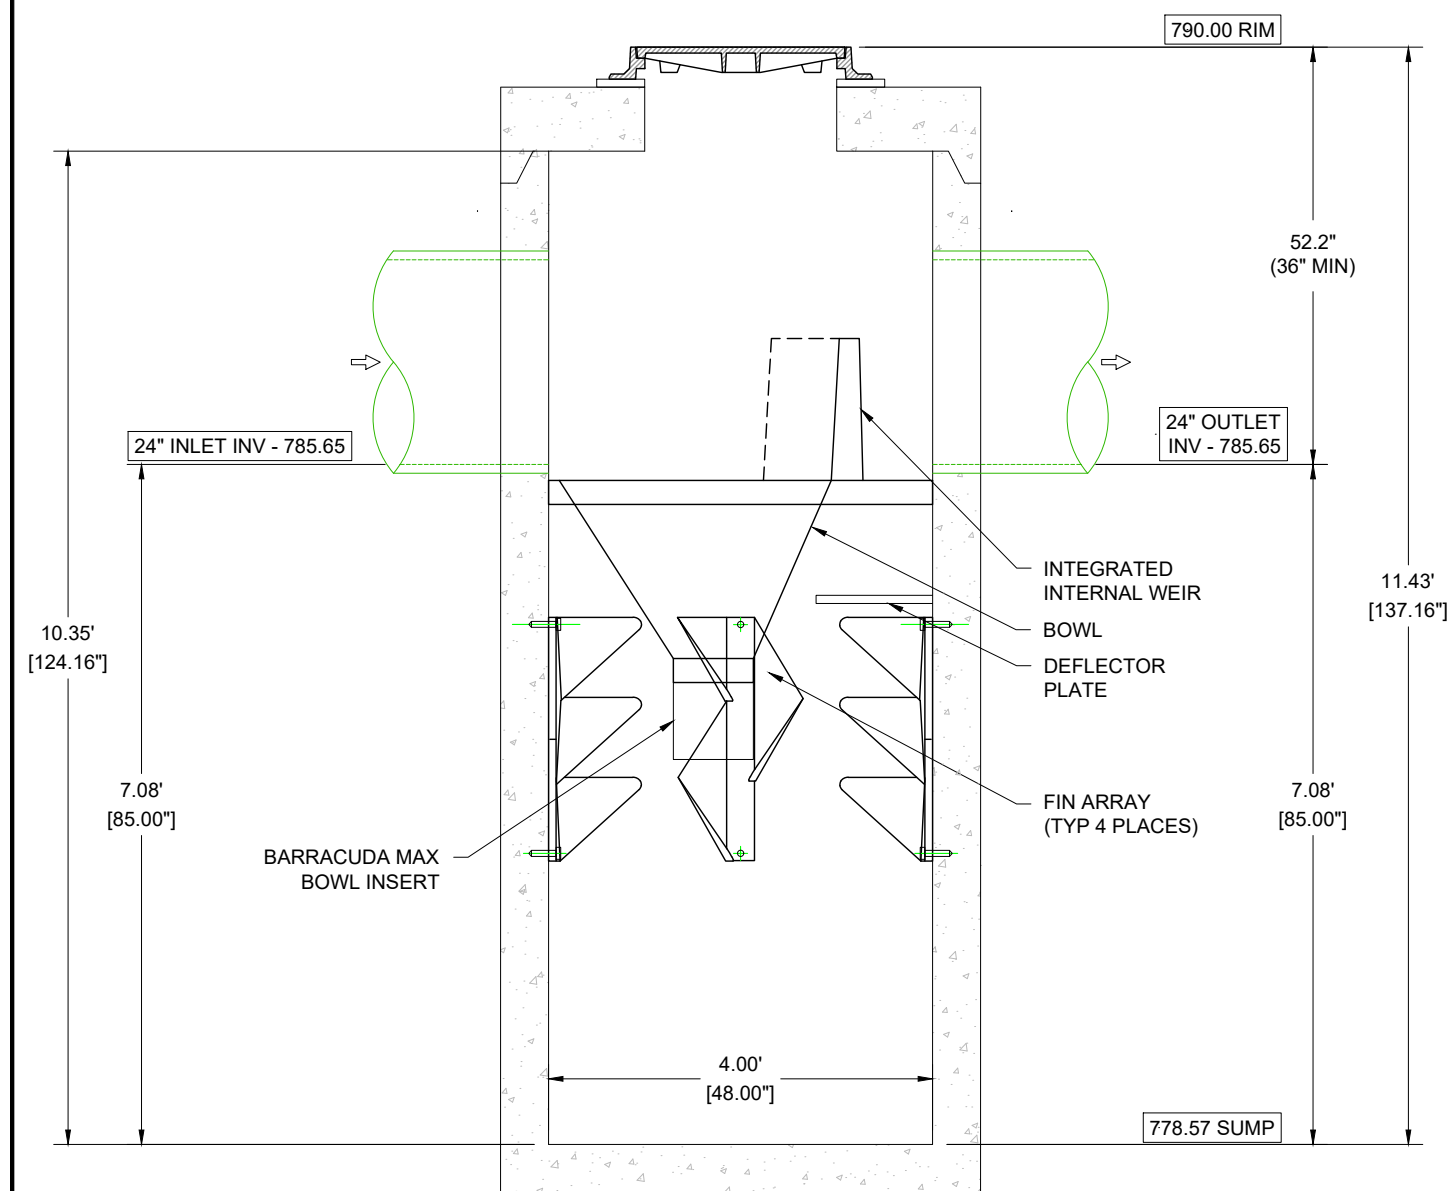 790.00 RIM
52.2"
(36" MIN)
24" INLET INV - 785.65
24" OUTLET
INV - 785.65
INTEGRATED
INTERNAL WEIR
BOWL
DEFLECTOR
PLATE
11.43'
[137.16"]
10.35'
[124.16"]
7.08'
[85.00"]
FIN ARRAY
(TYP 4 PLACES)
7.08'
[85.00"]
BARRACUDA MAX
BOWL INSERT
4.00'
[48.00"]
778.57 SUMP